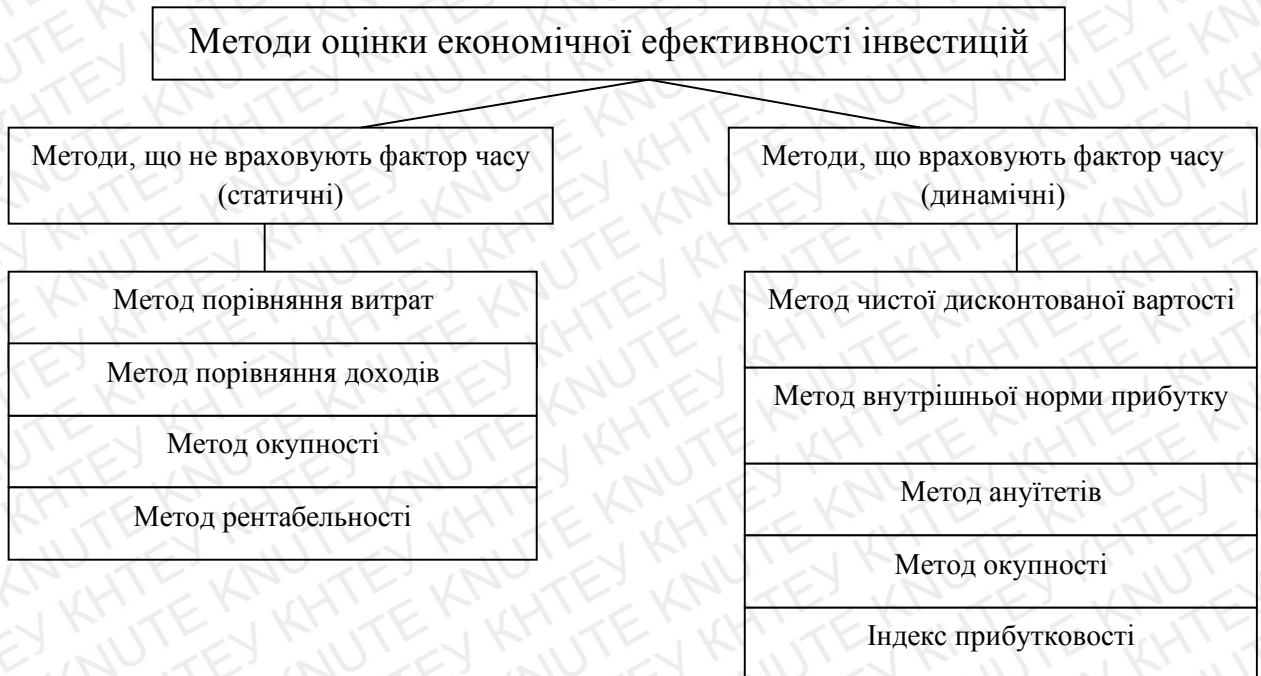 Методи оцінки економічної ефективності інвестицій
Методи, що не враховують фактор часу
(статичні)
Метод порівняння витрат
Метод порівняння доходів
Метод окупності
Метод рентабельності
Методи, що враховують фактор часу
(динамічні)
Метод чистої дисконтованої вартості
Метод внутрішньої норми прибутку
Метод ануїтетів
Метод окупності
Індекс прибутковості